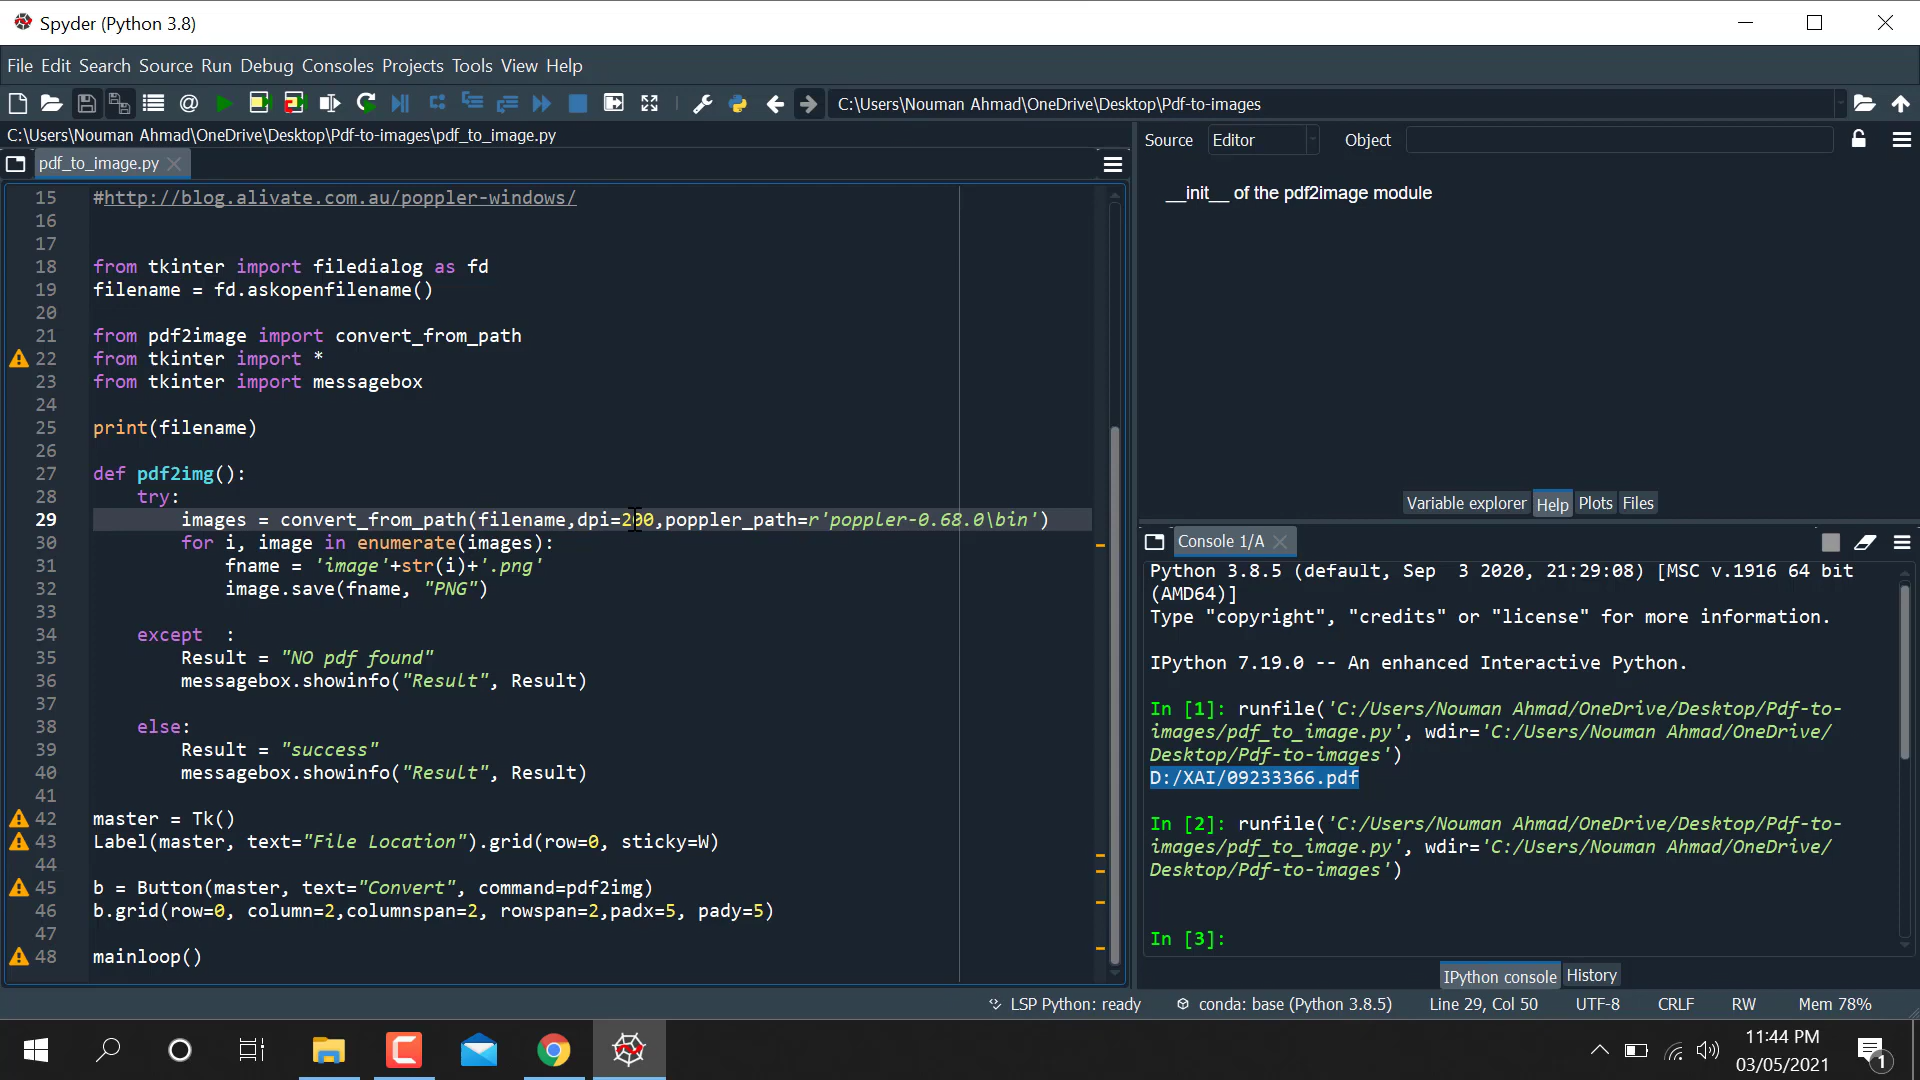 Spyder (Python 3.8)
File Edit Search Source Run Debug Consoles Projects Tools View Help
C:\Users\Nouman Ahmad\OneDrive\Desktop\Pdf-to-images
C:\Users\Nouman Ahmad\OneDrive\Desktop\Pdf-to-images\pdf_to_image.py
pdf_to_image.py
15 #http://blog.alivate.com.au/poppler-windows/
16
17
18 from tkinter import filedialog as fd
19 filename = fd.askopenfilename()
20
21 from pdf2image import convert_from_path
22 from tkinter import *
23 from tkinter import messagebox
24
25 print(filename)
26
27 def pdf2img():
28     try:
29         images = convert_from_path(filename,dpi=200,poppler_path=r'poppler-0.68.0\bin')
30         for i, image in enumerate(images):
31             fname = 'image'+str(i)+'.png'
32             image.save(fname, "PNG")
33
34     except  :
35         Result = "NO pdf found"
36         messagebox.showinfo("Result", Result)
37
38     else:
39         Result = "success"
40         messagebox.showinfo("Result", Result)
41
42 master = Tk()
43 Label(master, text="File Location").grid(row=0, sticky=W)
44
45 b = Button(master, text="Convert", command=pdf2img)
46 b.grid(row=0, column=2,columnspan=2, rowspan=2,padx=5, pady=5)
47
48 mainloop()
Source Editor Object
__init__ of the pdf2image module
Variable explorer Help Plots Files
Console 1/A
Python 3.8.5 (default, Sep  3 2020, 21:29:08) [MSC v.1916 64 bit
(AMD64)]
Type "copyright", "credits" or "license" for more information.
IPython 7.19.0 -- An enhanced Interactive Python.
In [1]: runfile('C:/Users/Nouman Ahmad/OneDrive/Desktop/Pdf-to-
images/pdf_to_image.py', wdir='C:/Users/Nouman Ahmad/OneDrive/
Desktop/Pdf-to-images')
D:/XAI/09233366.pdf
In [2]: runfile('C:/Users/Nouman Ahmad/OneDrive/Desktop/Pdf-to-
images/pdf_to_image.py', wdir='C:/Users/Nouman Ahmad/OneDrive/
Desktop/Pdf-to-images')
In [3]:
IPython console History
LSP Python: ready conda: base (Python 3.8.5) Line 29, Col 50 UTF-8 CRLF RW Mem 78%
11:44 PM
03/05/2021
1